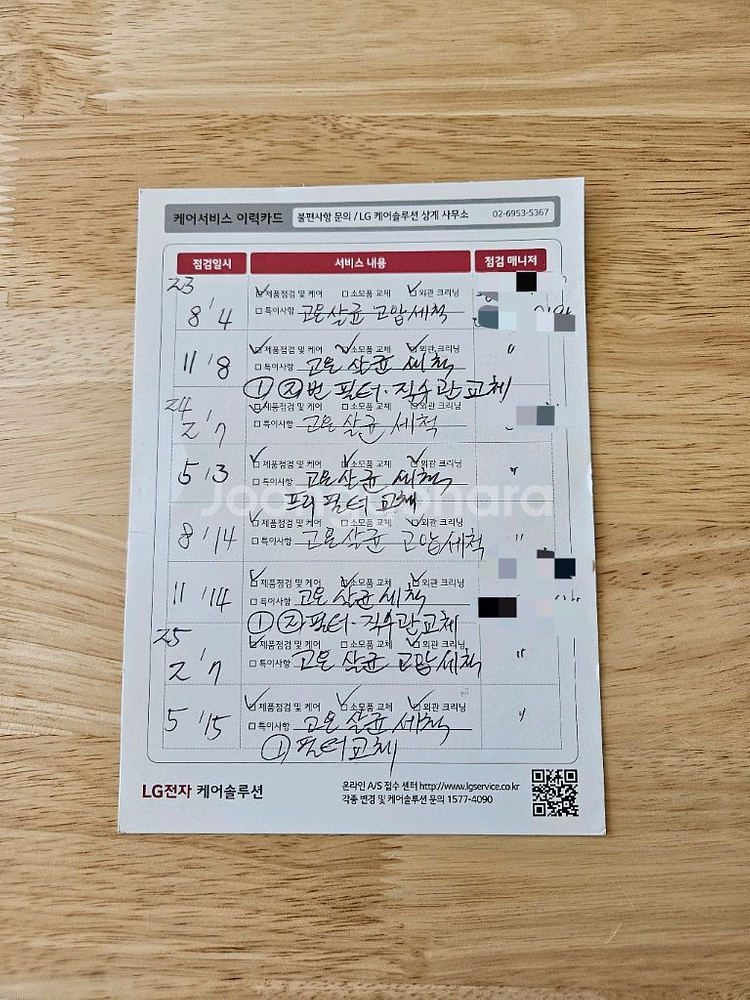 케어서비스 이력카드 불편사항 문의 / LG 케어솔루션 상계 사무소 02-6953-5367
점검일시 서비스 내용 점검 매니저
23
☑ 제품점검 및 케어 ☐ 소모품 교체 ☑ 외관 크리닝
8/4 ☐ 특이사항 고온살균 고압세척
☑ 제품점검 및 케어 ☑ 소모품 교체 ☑ 외관 크리닝
11/8 ☐ 특이사항 고온살균 세척 〃
① ②번 필터·직수관교체
24
☑ 제품점검 및 케어 ☐ 소모품 교체 ☑ 외관 크리닝
2/7 ☐ 특이사항 고온살균 세척
☑ 제품점검 및 케어 ☑ 소모품 교체 ☑ 외관 크리닝
5/3 ☐ 특이사항 고온살균 세척 〃
프리필터교체
☑ 제품점검 및 케어 ☐ 소모품 교체 ☑ 외관 크리닝
8/14 ☐ 특이사항 고온살균 고압세척 〃
☑ 제품점검 및 케어 ☑ 소모품 교체 ☑ 외관 크리닝
11/14 ☐ 특이사항 고온살균 세척
① ②필터·직수관교체
25
☑ 제품점검 및 케어 ☐ 소모품 교체 ☑ 외관 크리닝
2/7 ☐ 특이사항 고온살균 고압세척 〃
☑ 제품점검 및 케어 ☑ 소모품 교체 ☑ 외관 크리닝
5/15 ☐ 특이사항 고온살균 세척 〃
① 필터교체
LG전자 케어솔루션
온라인 A/S 접수 센터 http://www.lgservice.co.kr
각종 변경 및 케어솔루션 문의 1577-4090